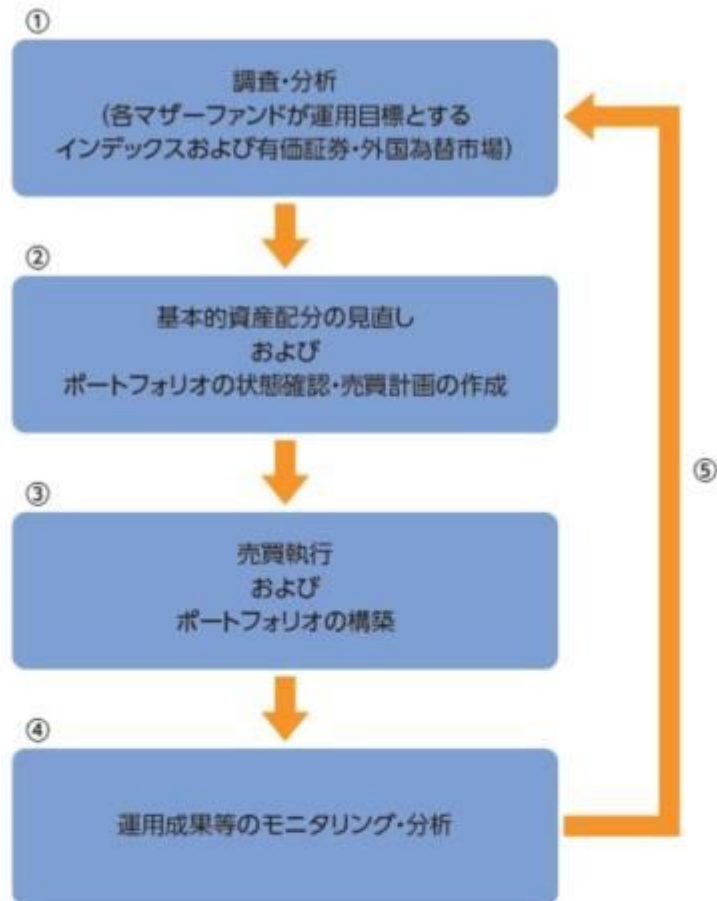 ①
調査・分析
(各マザーファンドが運用目標とする
インデックスおよび有価証券・外国為替市場)
②
基本的資産配分の見直し
および
ポートフォリオの状態確認・売買計画の作成
③
売買執行
および
ポートフォリオの構築
④
運用成果等のモニタリング・分析
⑤